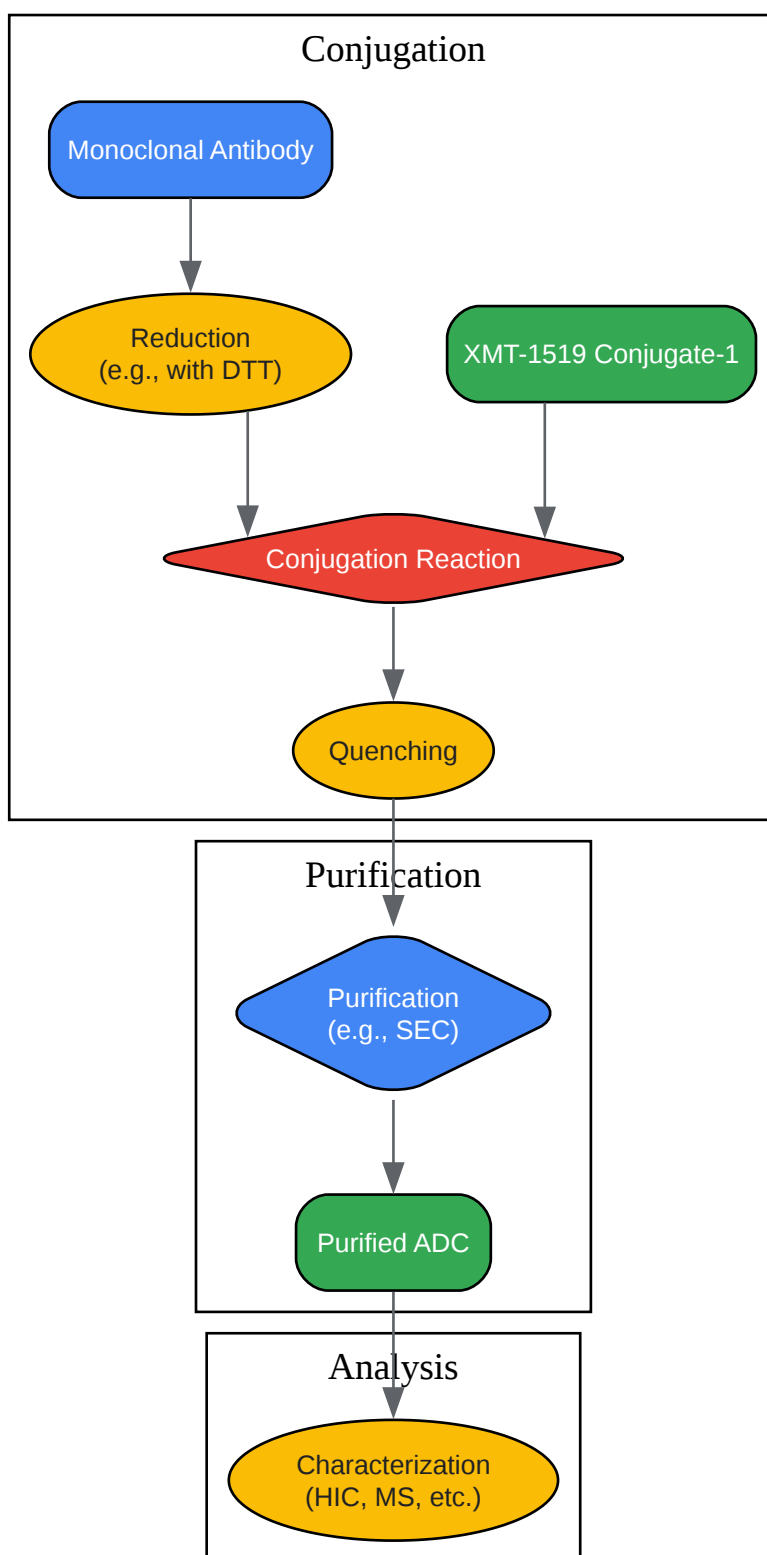 Conjugation
Monoclonal Antibody
Reduction
(e.g., with DTT)
XMT-1519 Conjugate-1
Conjugation Reaction
Quenching
Purification
Purification
(e.g., SEC)
Purified ADC
Analysis
Characterization
(HIC, MS, etc.)